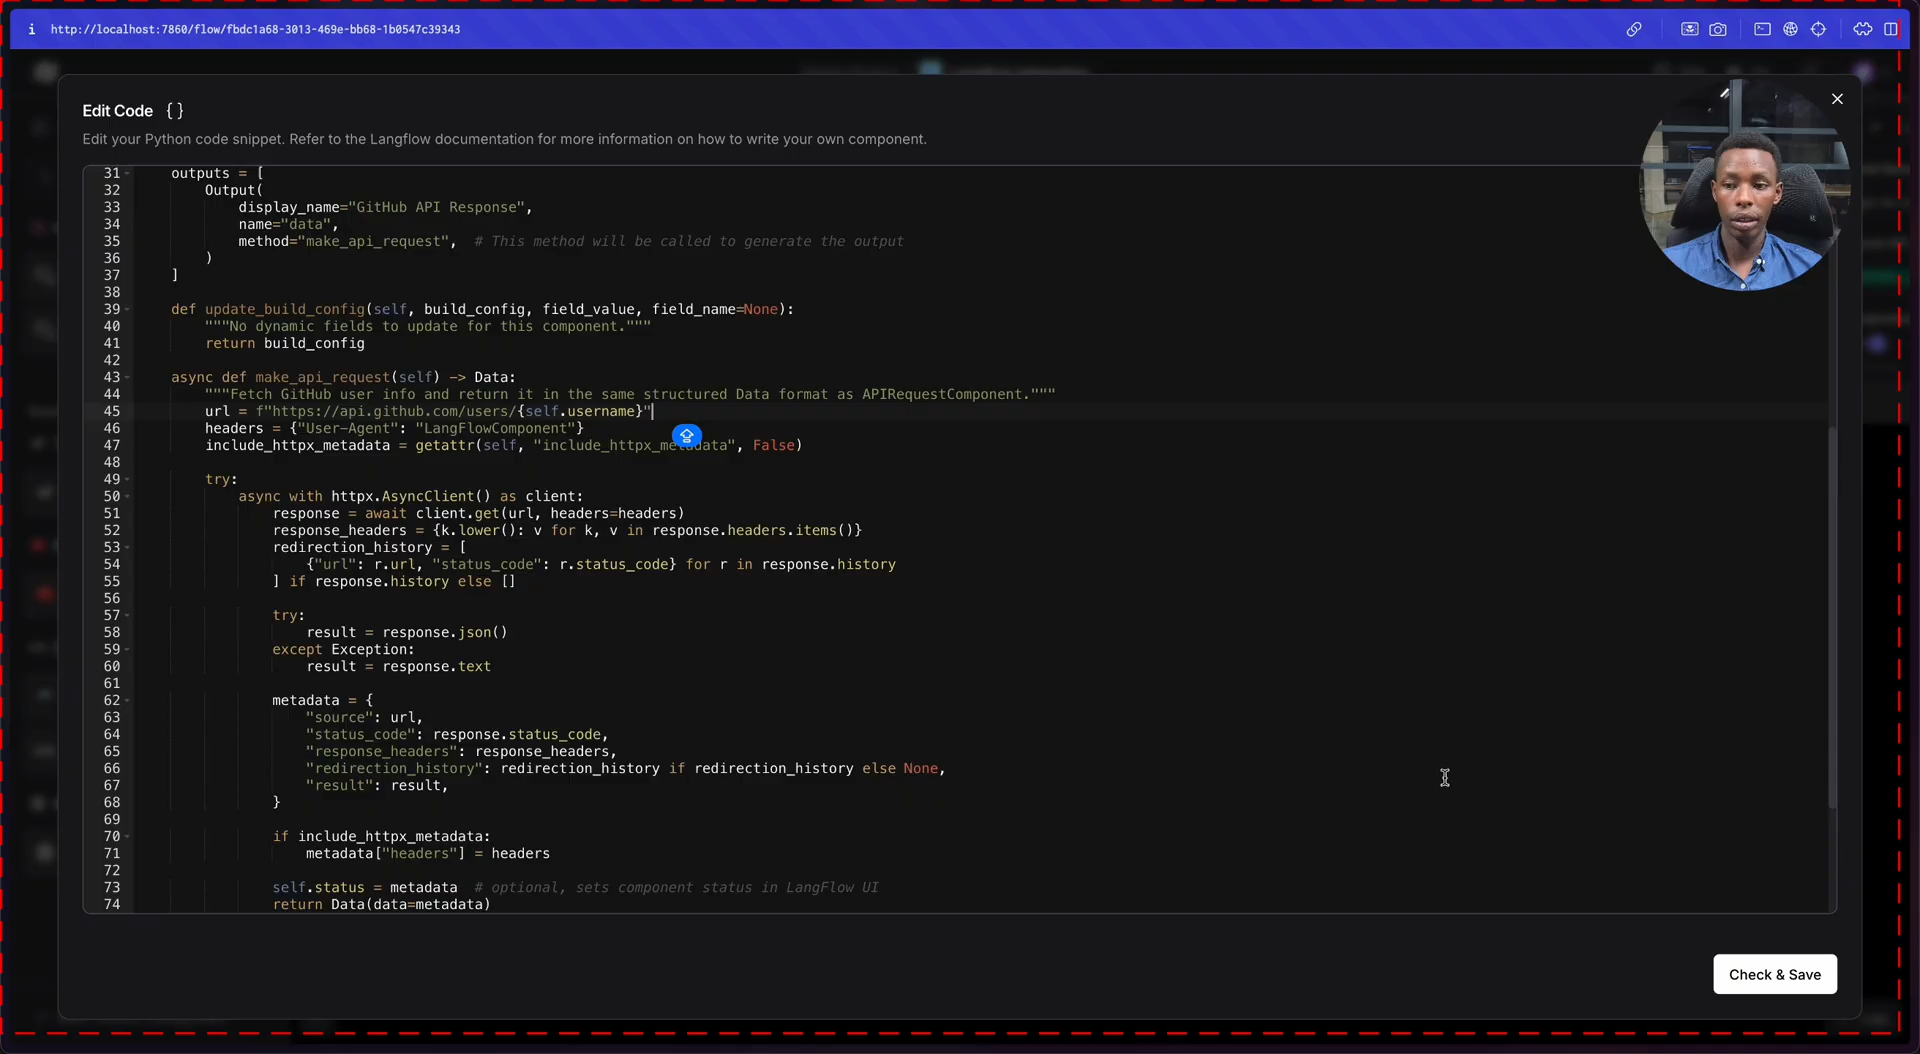 i http://localhost:7860/flow/fbdc1a68-3013-469e-bb68-1b0547c39343
Edit Code { }
Edit your Python code snippet. Refer to the Langflow documentation for more information on how to write your own component.
31 outputs = [
32 Output(
33 display_name="GitHub API Response",
34 name="data",
35 method="make_api_request",  # This method will be called to generate the output
36 )
37 ]
38
39 def update_build_config(self, build_config, field_value, field_name=None):
40 """No dynamic fields to update for this component."""
41 return build_config
42
43 async def make_api_request(self) -> Data:
44 """Fetch GitHub user info and return it in the same structured Data format as APIRequestComponent."""
45 url = f"https://api.github.com/users/{self.username}"
46 headers = {"User-Agent": "LangFlowComponent"}
47 include_httpx_metadata = getattr(self, "include_httpx_metadata", False)
48
49 try:
50 async with httpx.AsyncClient() as client:
51 response = await client.get(url, headers=headers)
52 response_headers = {k.lower(): v for k, v in response.headers.items()}
53 redirection_history = [
54 {"url": r.url, "status_code": r.status_code} for r in response.history
55 ] if response.history else []
56
57 try:
58 result = response.json()
59 except Exception:
60 result = response.text
61
62 metadata = {
63 "source": url,
64 "status_code": response.status_code,
65 "response_headers": response_headers,
66 "redirection_history": redirection_history if redirection_history else None,
67 "result": result,
68 }
69
70 if include_httpx_metadata:
71 metadata["headers"] = headers
72
73 self.status = metadata  # optional, sets component status in LangFlow UI
74 return Data(data=metadata)
Check & Save